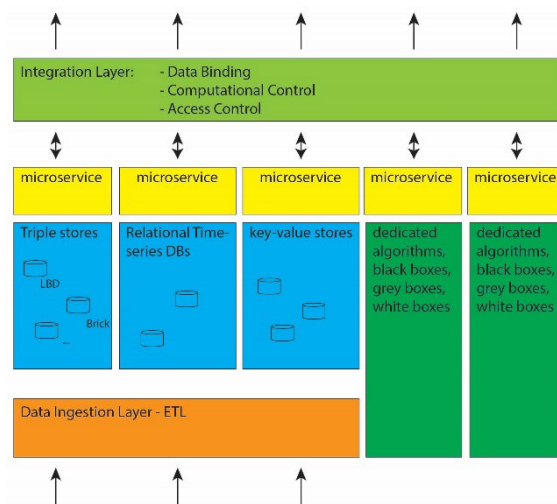 Integration Layer: - Data Binding
- Computational Control
- Access Control
microservice microservice microservice microservice microservice
Triple stores
LBD
Brick
...
Relational Time-
series DBs
key-value stores
dedicated
algorithms,
black boxes,
grey boxes,
white boxes
dedicated
algorithms,
black boxes,
grey boxes,
white boxes
Data Ingestion Layer - ETL